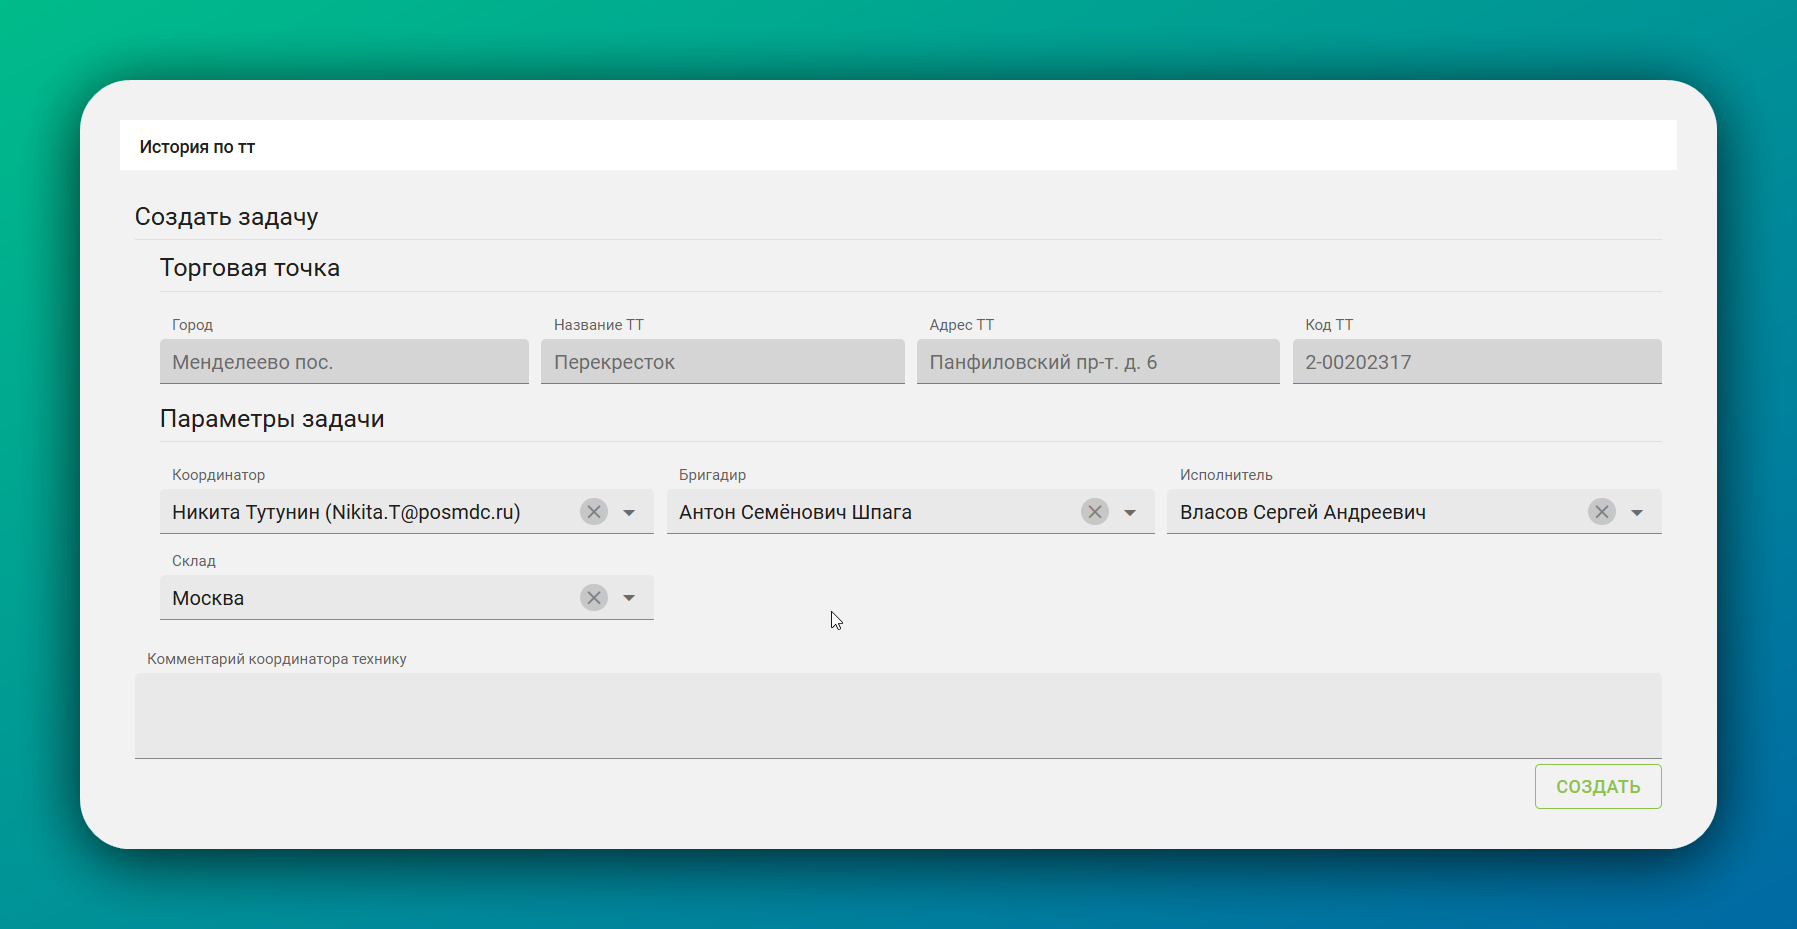 История по тт
Создать задачу
Торговая точка
Город
Название ТТ
Адрес ТТ
Код ТТ
Менделеево пос.
Перекресток
Панфиловский пр-т. д. 6
2-00202317
Параметры задачи
Координатор
Бригадир
Исполнитель
Никита Тутунин (Nikita.T@posmdc.ru)
Антон Семёнович Шпага
Власов Сергей Андреевич
Склад
Москва
Комментарий координатора технику
СОЗДАТЬ